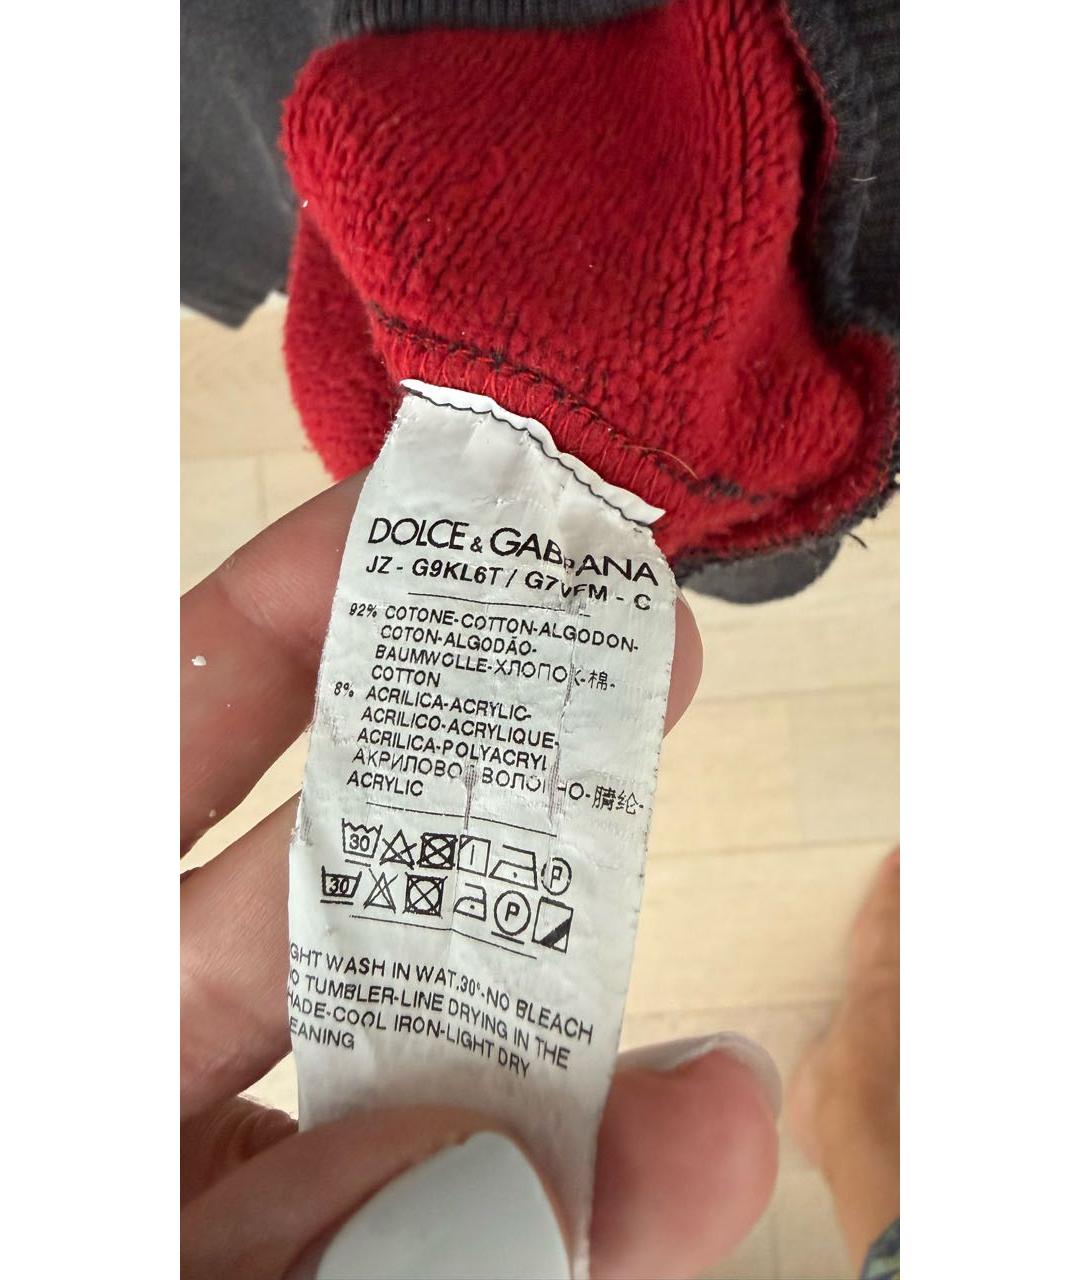 DOLCE & GABBANA
JZ - G9KL6T / G7VFM - C
92% COTONE-COTTON-ALGODON-
COTON-ALGODÃO-
BAUMWOLLE-ХЛОПОК-棉-
COTTON
8% ACRILICA-ACRYLIC-
ACRILICO-ACRYLIQUE-
ACRILICA-POLYACRYL
АКРИЛОВО ВОЛОКНО-腈纶-
ACRYLIC
30
P
30
P
GHT WASH IN WAT.30°-NO BLEACH
O TUMBLER-LINE DRYING IN THE
HADE-COOL IRON-LIGHT DRY
EANING